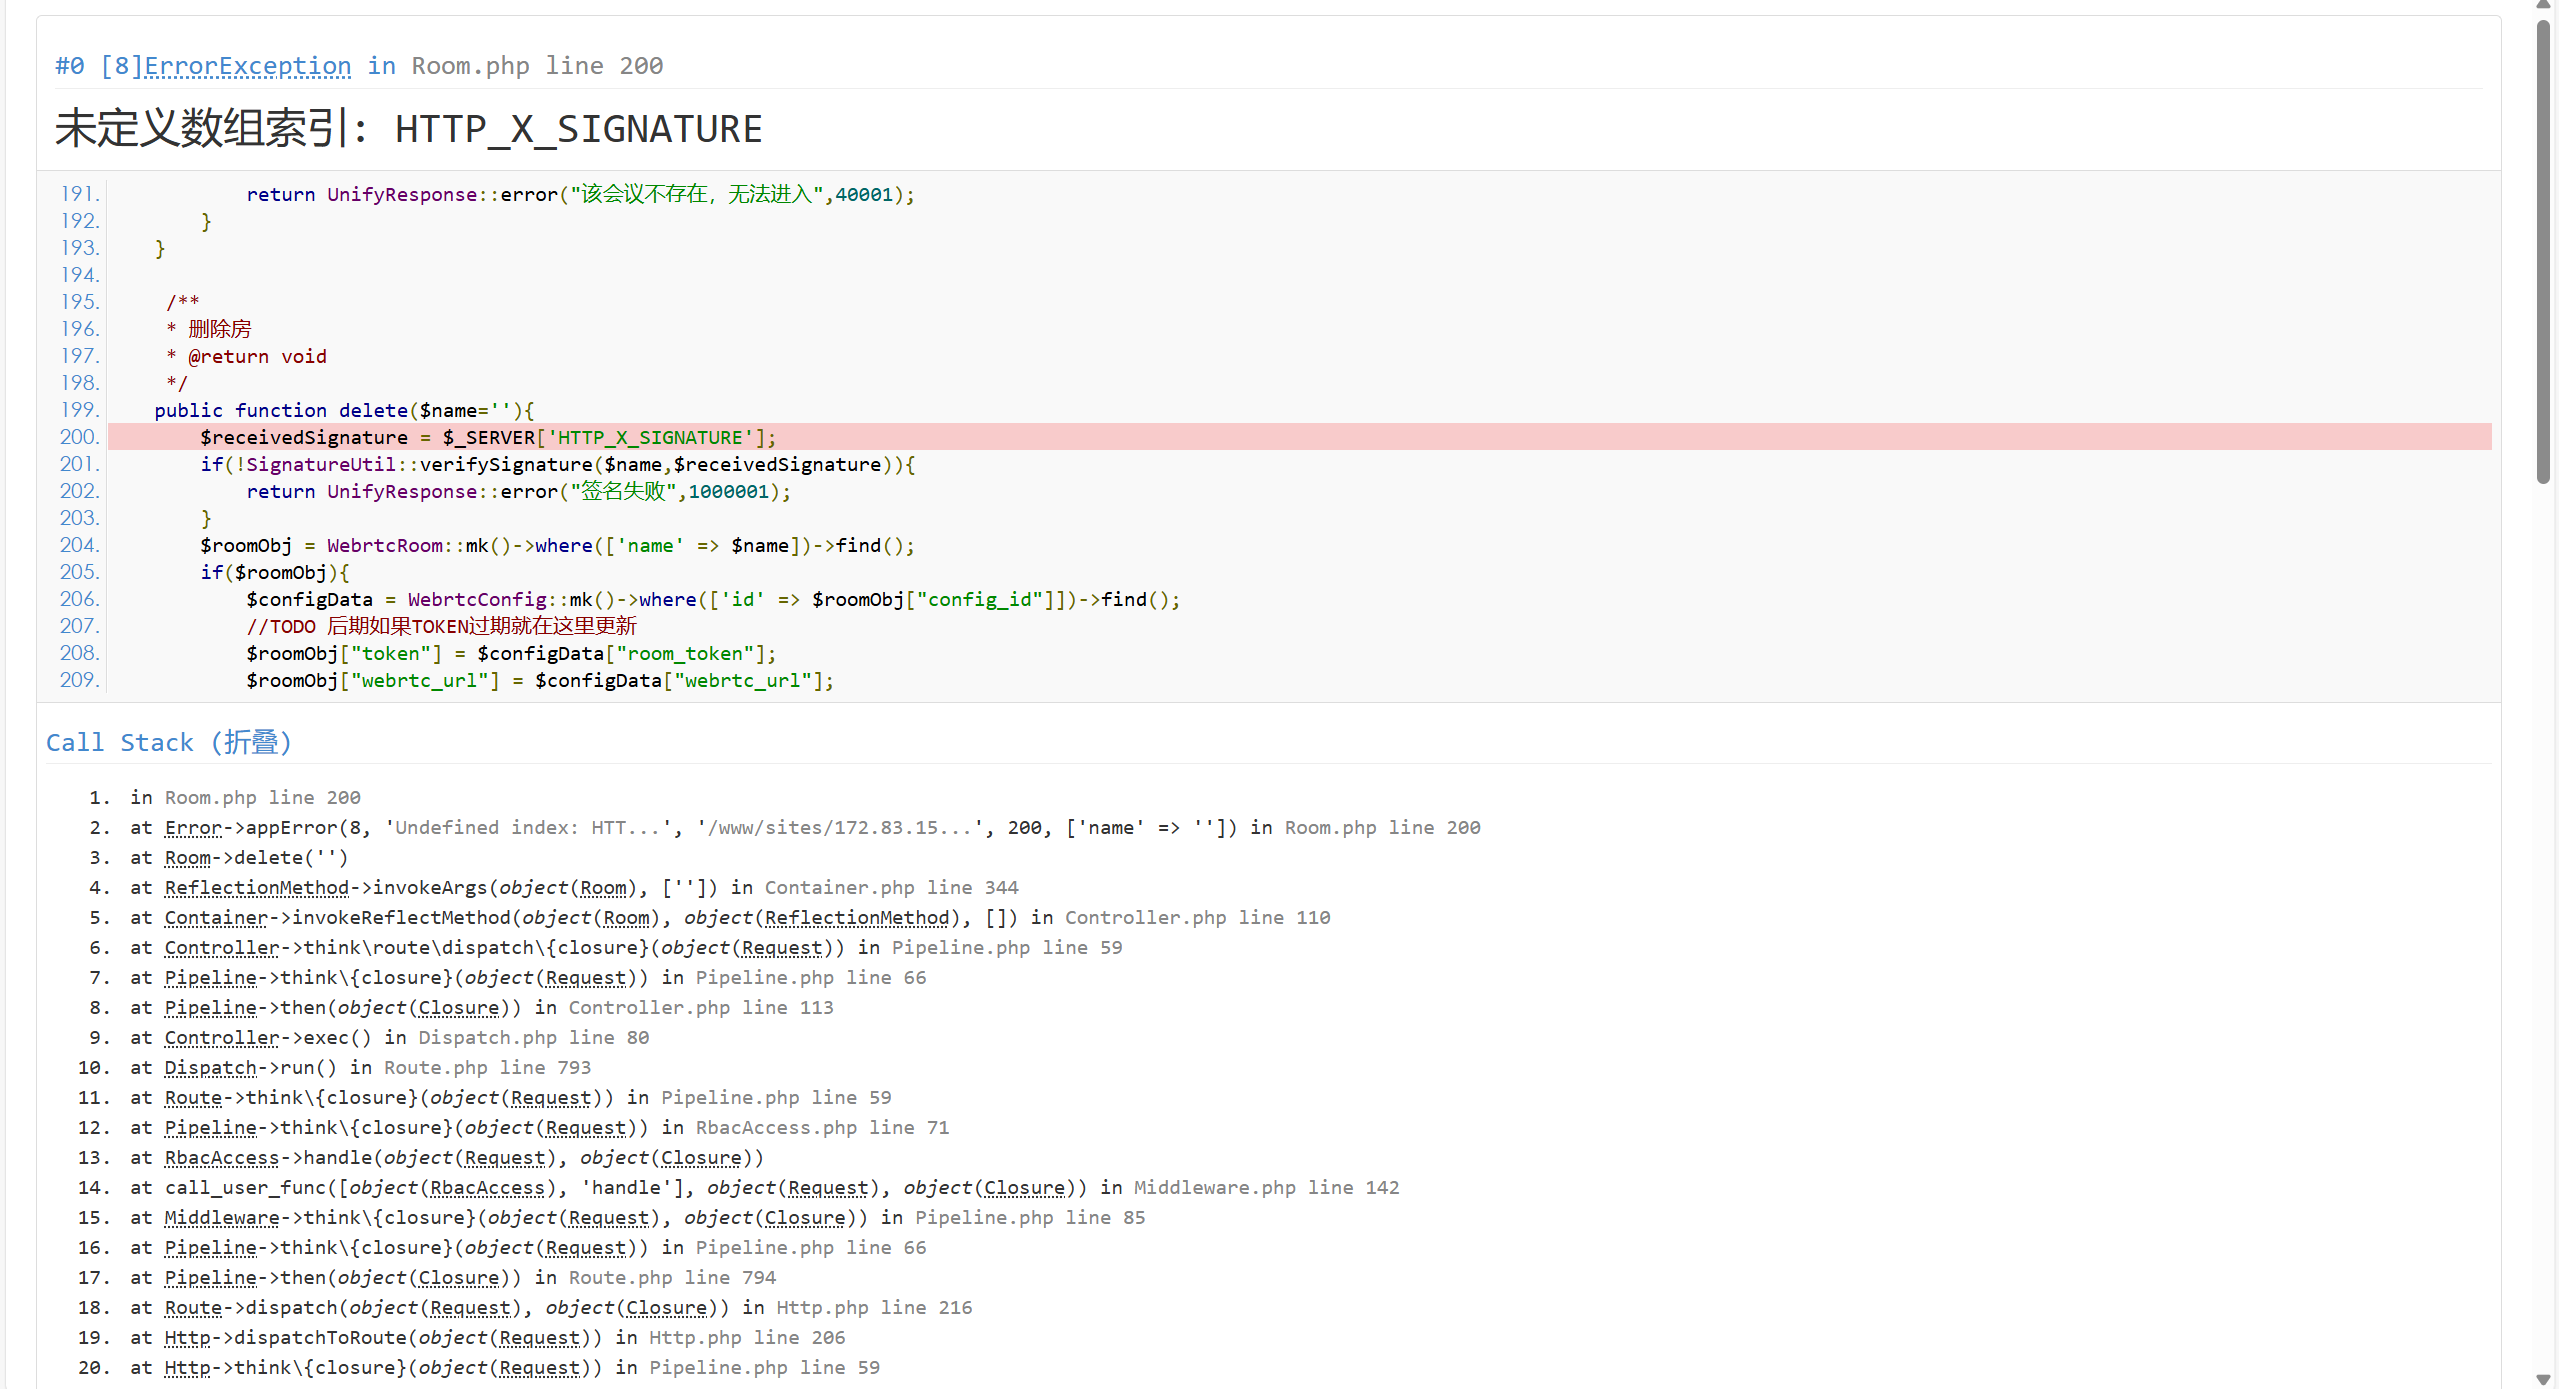 #0 [8]ErrorException in Room.php line 200
未定义数组索引: HTTP_X_SIGNATURE
191.             return UnifyResponse::error("该会议不存在，无法进入",40001);
192.         }
193.     }
194.
195.      /**
196.      * 删除房
197.      * @return void
198.      */
199.     public function delete($name=''){
200.         $receivedSignature = $_SERVER['HTTP_X_SIGNATURE'];
201.         if(!SignatureUtil::verifySignature($name,$receivedSignature)){
202.             return UnifyResponse::error("签名失败",1000001);
203.         }
204.         $roomObj = WebrtcRoom::mk()->where(['name' => $name])->find();
205.         if($roomObj){
206.             $configData = WebrtcConfig::mk()->where(['id' => $roomObj["config_id"]])->find();
207.             //TODO 后期如果TOKEN过期就在这里更新
208.             $roomObj["token"] = $configData["room_token"];
209.             $roomObj["webrtc_url"] = $configData["webrtc_url"];
Call Stack (折叠)
1. in Room.php line 200
2. at Error->appError(8, 'Undefined index: HTT...', '/www/sites/172.83.15...', 200, ['name' => '']) in Room.php line 200
3. at Room->delete('')
4. at ReflectionMethod->invokeArgs(object(Room), ['']) in Container.php line 344
5. at Container->invokeReflectMethod(object(Room), object(ReflectionMethod), []) in Controller.php line 110
6. at Controller->think\route\dispatch\{closure}(object(Request)) in Pipeline.php line 59
7. at Pipeline->think\{closure}(object(Request)) in Pipeline.php line 66
8. at Pipeline->then(object(Closure)) in Controller.php line 113
9. at Controller->exec() in Dispatch.php line 80
10. at Dispatch->run() in Route.php line 793
11. at Route->think\{closure}(object(Request)) in Pipeline.php line 59
12. at Pipeline->think\{closure}(object(Request)) in RbacAccess.php line 71
13. at RbacAccess->handle(object(Request), object(Closure))
14. at call_user_func([object(RbacAccess), 'handle'], object(Request), object(Closure)) in Middleware.php line 142
15. at Middleware->think\{closure}(object(Request), object(Closure)) in Pipeline.php line 85
16. at Pipeline->think\{closure}(object(Request)) in Pipeline.php line 66
17. at Pipeline->then(object(Closure)) in Route.php line 794
18. at Route->dispatch(object(Request), object(Closure)) in Http.php line 216
19. at Http->dispatchToRoute(object(Request)) in Http.php line 206
20. at Http->think\{closure}(object(Request)) in Pipeline.php line 59